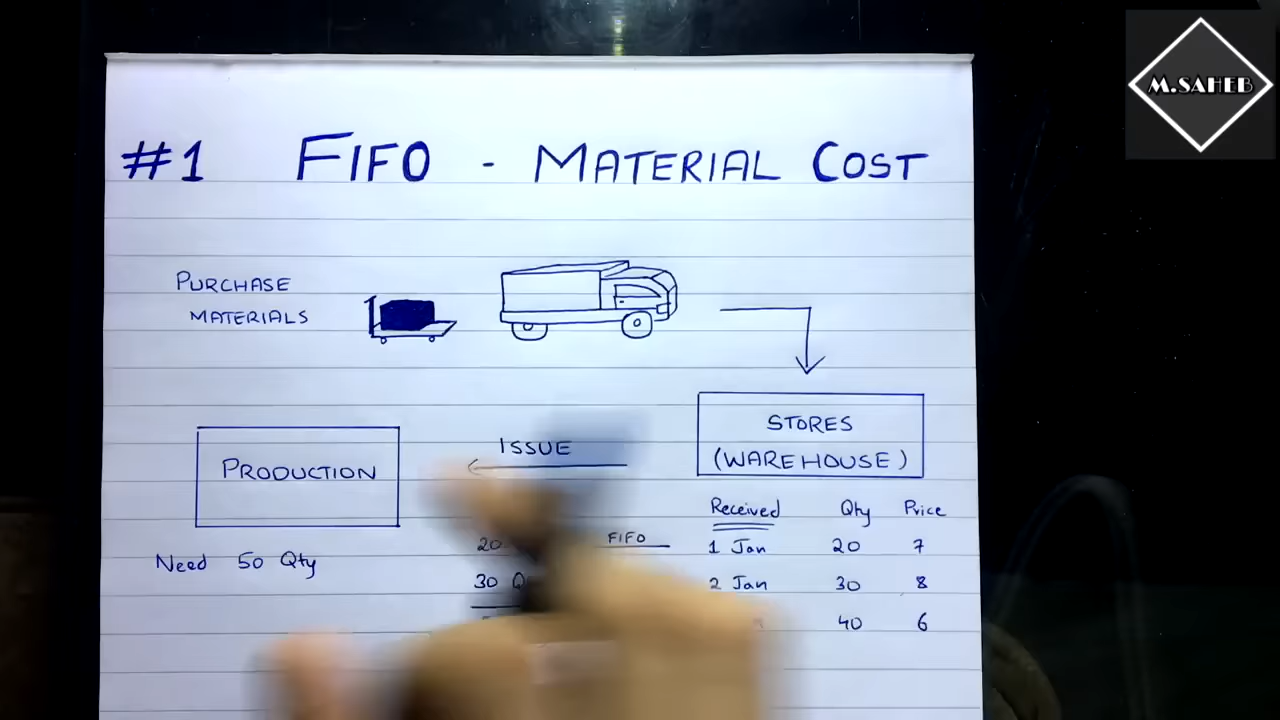 M.SAHEB
#1 FIFO - MATERIAL COST
PURCHASE
MATERIALS
STORES
(WAREHOUSE)
ISSUE
PRODUCTION
Received Qty Price
20 FIFO 1 Jan 20 7
Need 50 Qty
30 Q 2 Jan 30 8
40 6